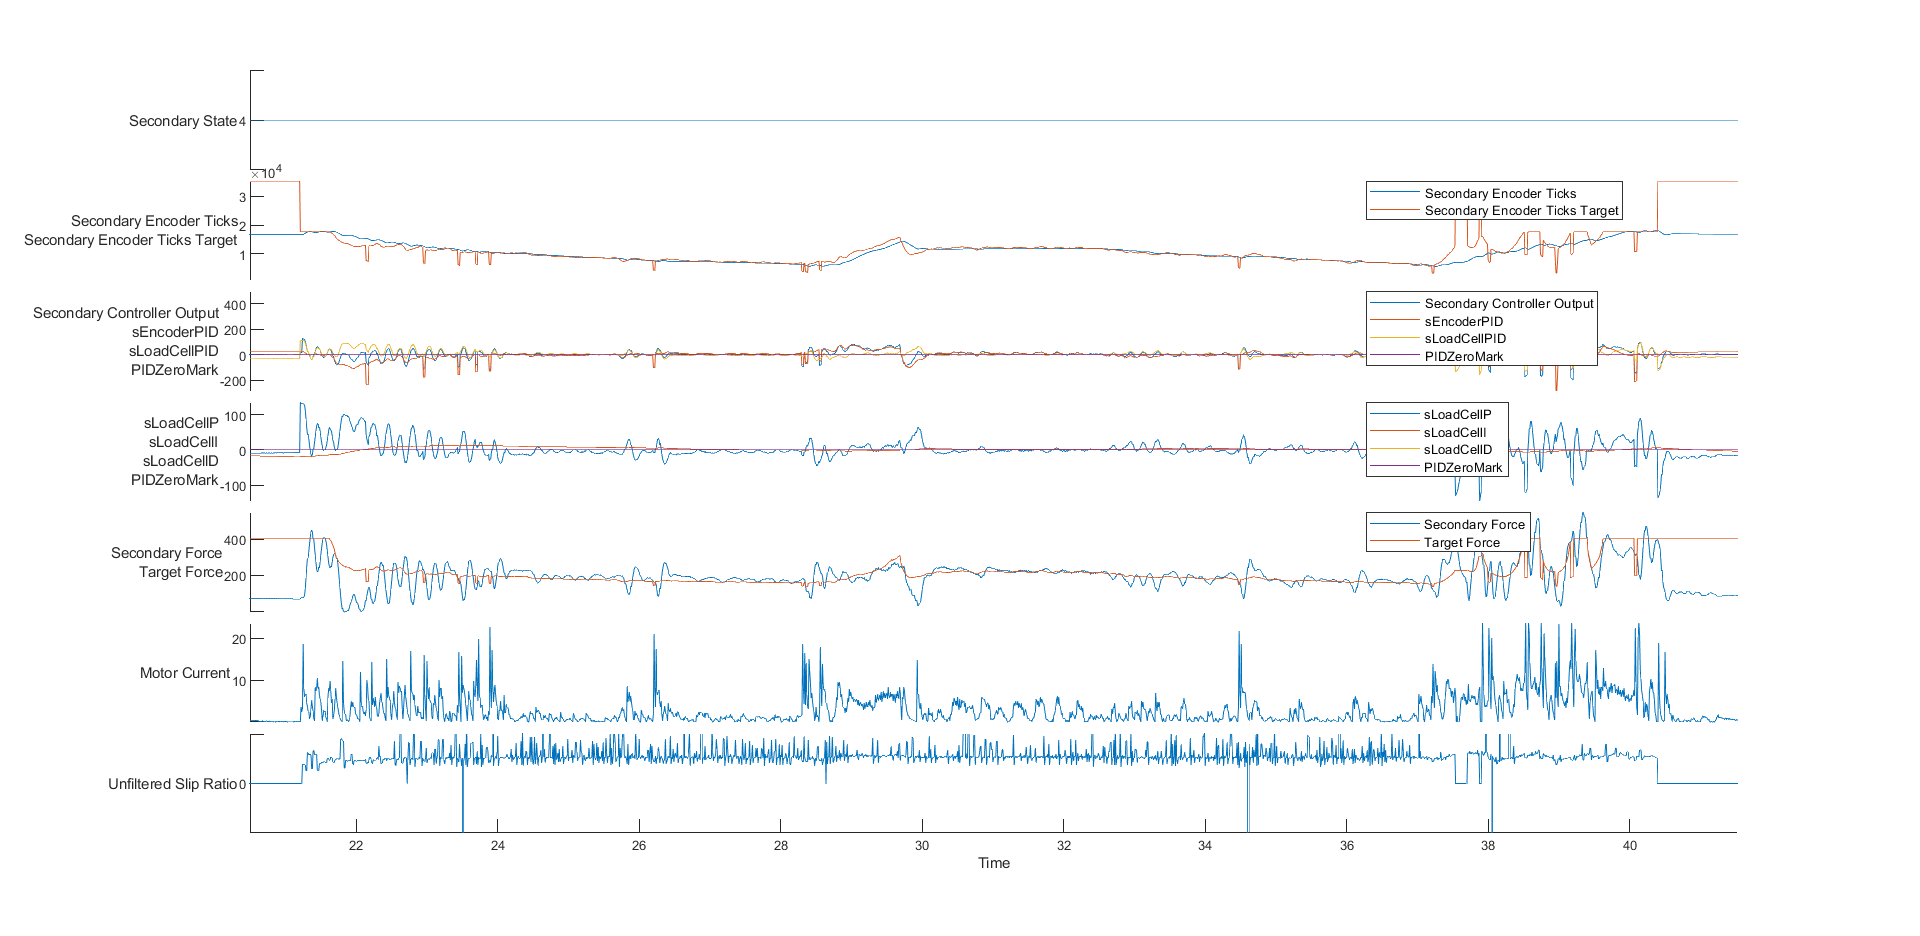 Secondary State
4
×10^4
3
2
1
Secondary Encoder Ticks
Secondary Encoder Ticks Target
Secondary Encoder Ticks
Secondary Encoder Ticks Target
400
200
0
-200
Secondary Controller Output
sEncoderPID
sLoadCellPID
PIDZeroMark
Secondary Controller Output
sEncoderPID
sLoadCellPID
PIDZeroMark
100
0
-100
sLoadCellP
sLoadCellI
sLoadCellD
PIDZeroMark
sLoadCellP
sLoadCellI
sLoadCellD
PIDZeroMark
400
200
Secondary Force
Target Force
Secondary Force
Target Force
20
10
Motor Current
Unfiltered Slip Ratio
0
22 24 26 28 30 32 34 36 38 40
Time